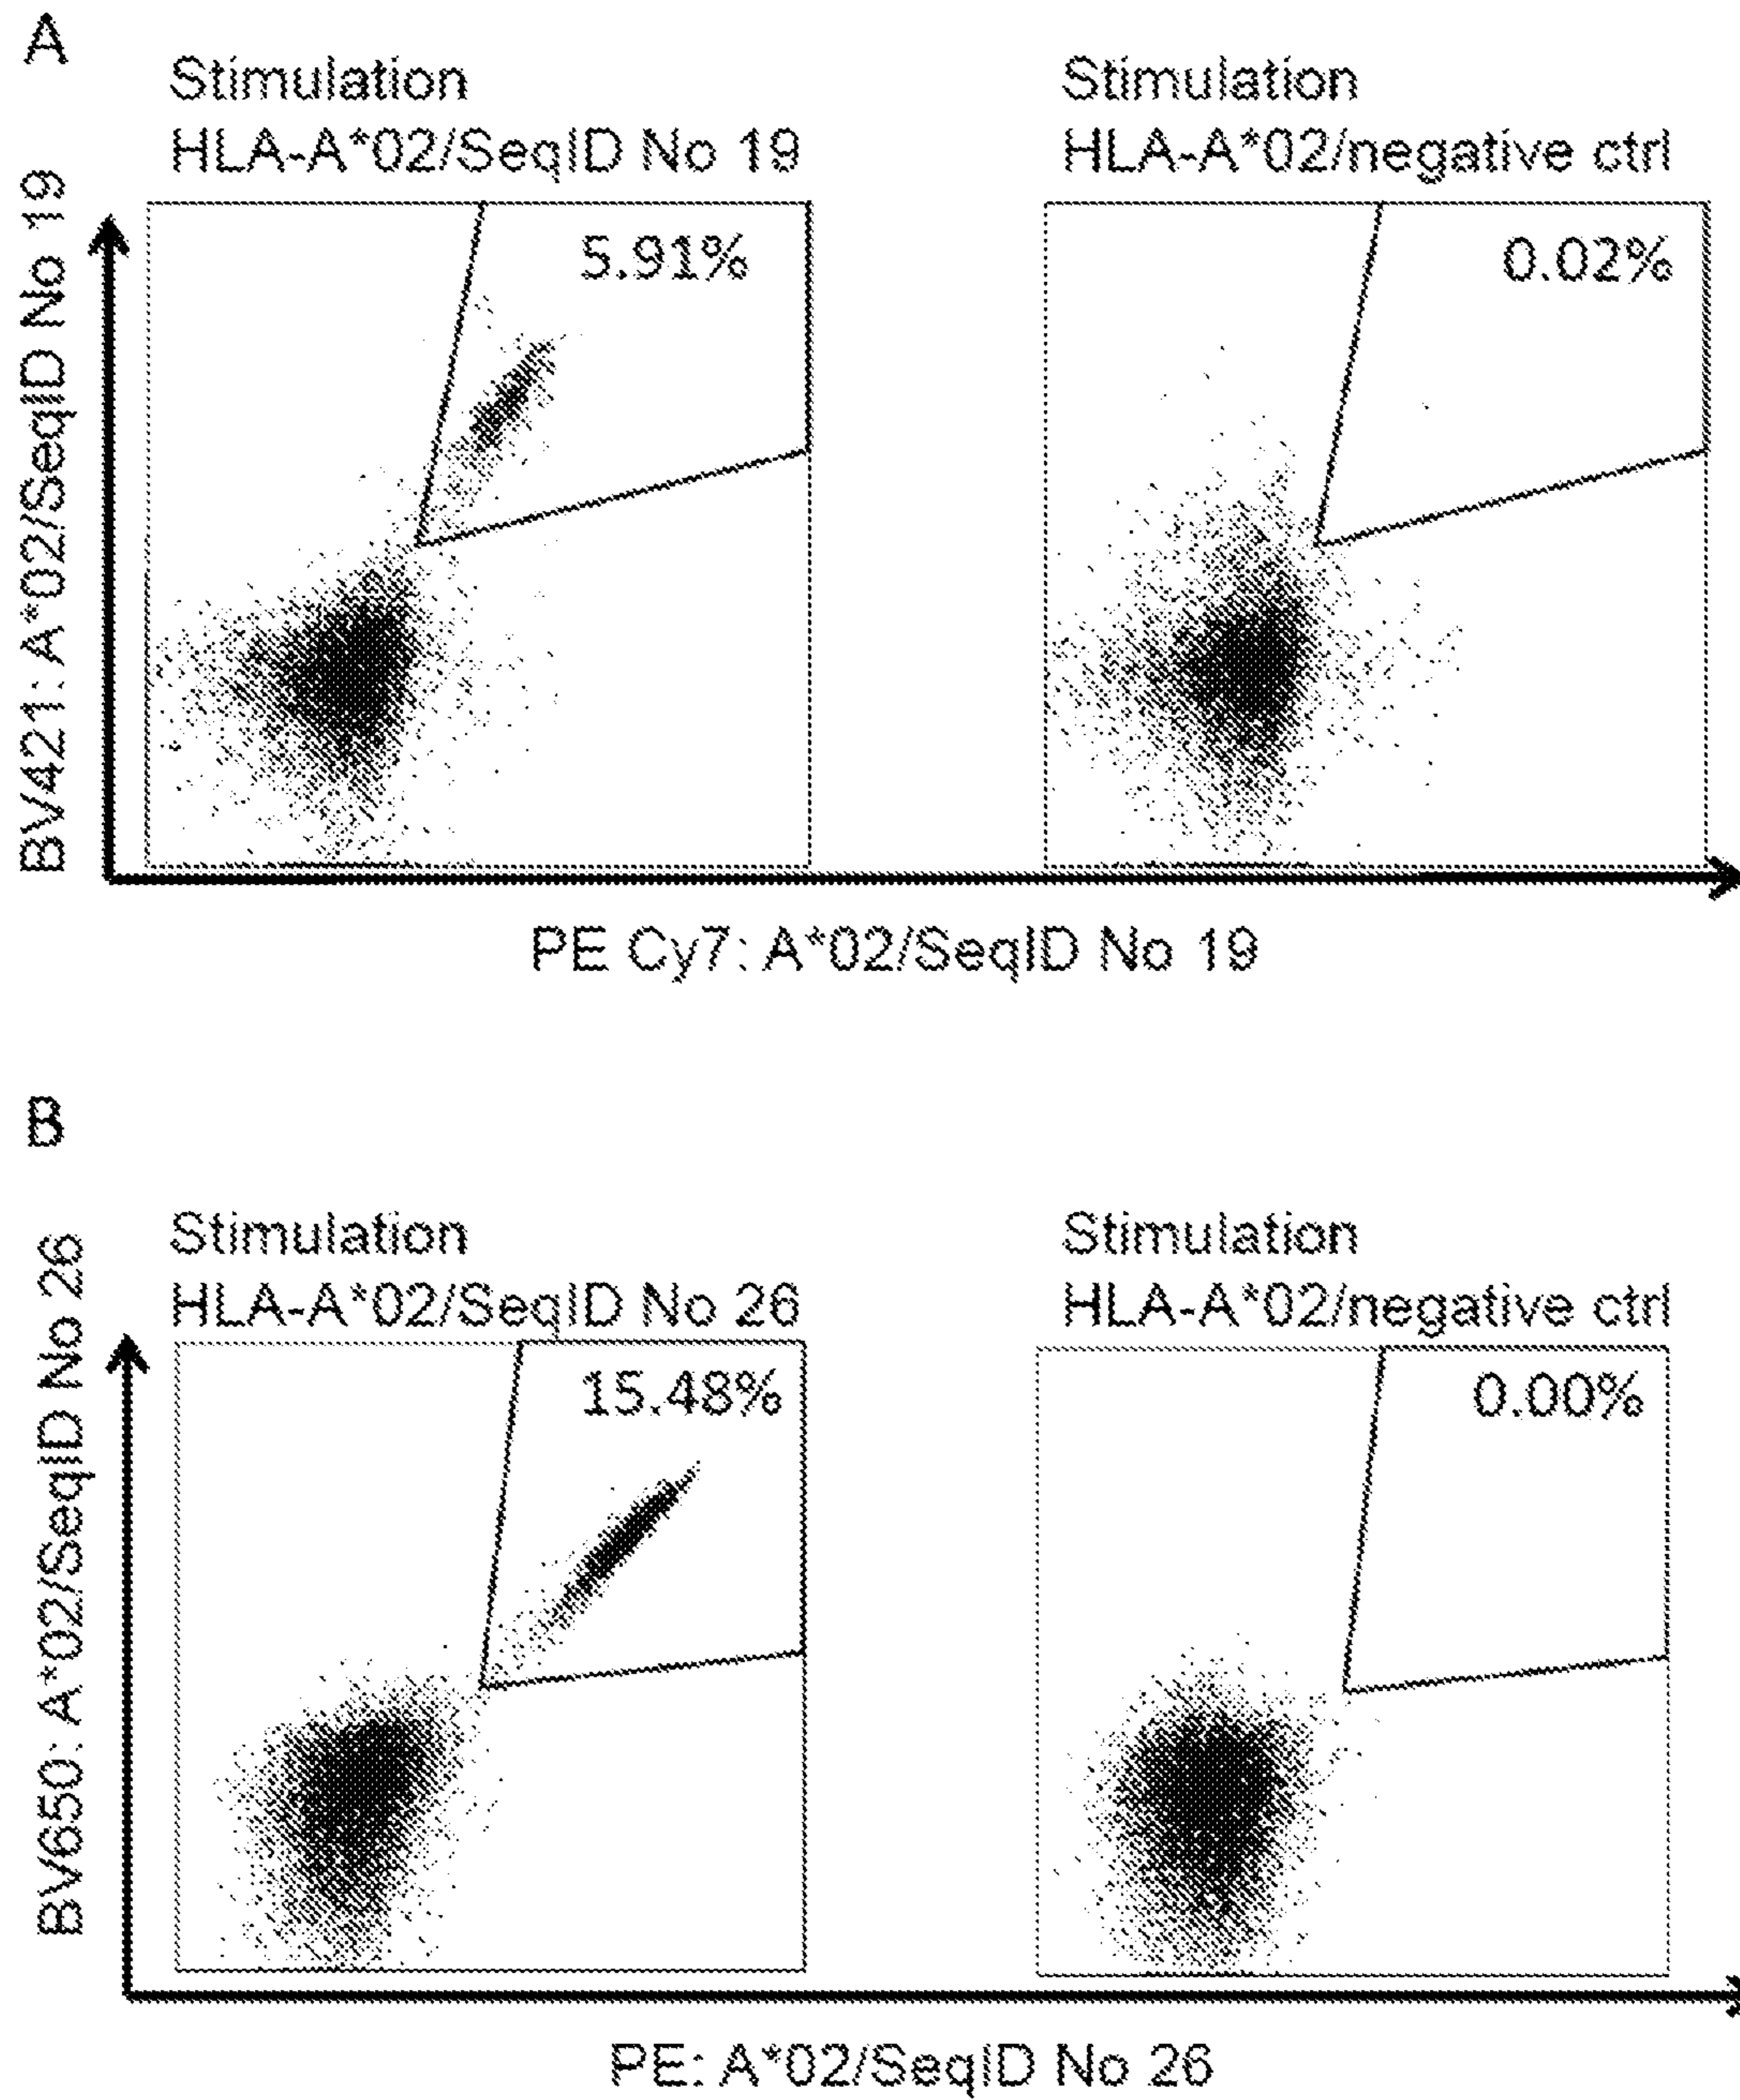 A
Stimulation
HLA-A*02/SeqID No 19
Stimulation
HLA-A*02/negative ctrl
BV421: A*02/SeqID No 19
5.91%
0.02%
PE Cy7: A*02/SeqID No 19
B
Stimulation
HLA-A*02/SeqID No 26
Stimulation
HLA-A*02/negative ctrl
BV650: A*02/SeqID No 26
15.48%
0.00%
PE: A*02/SeqID No 26